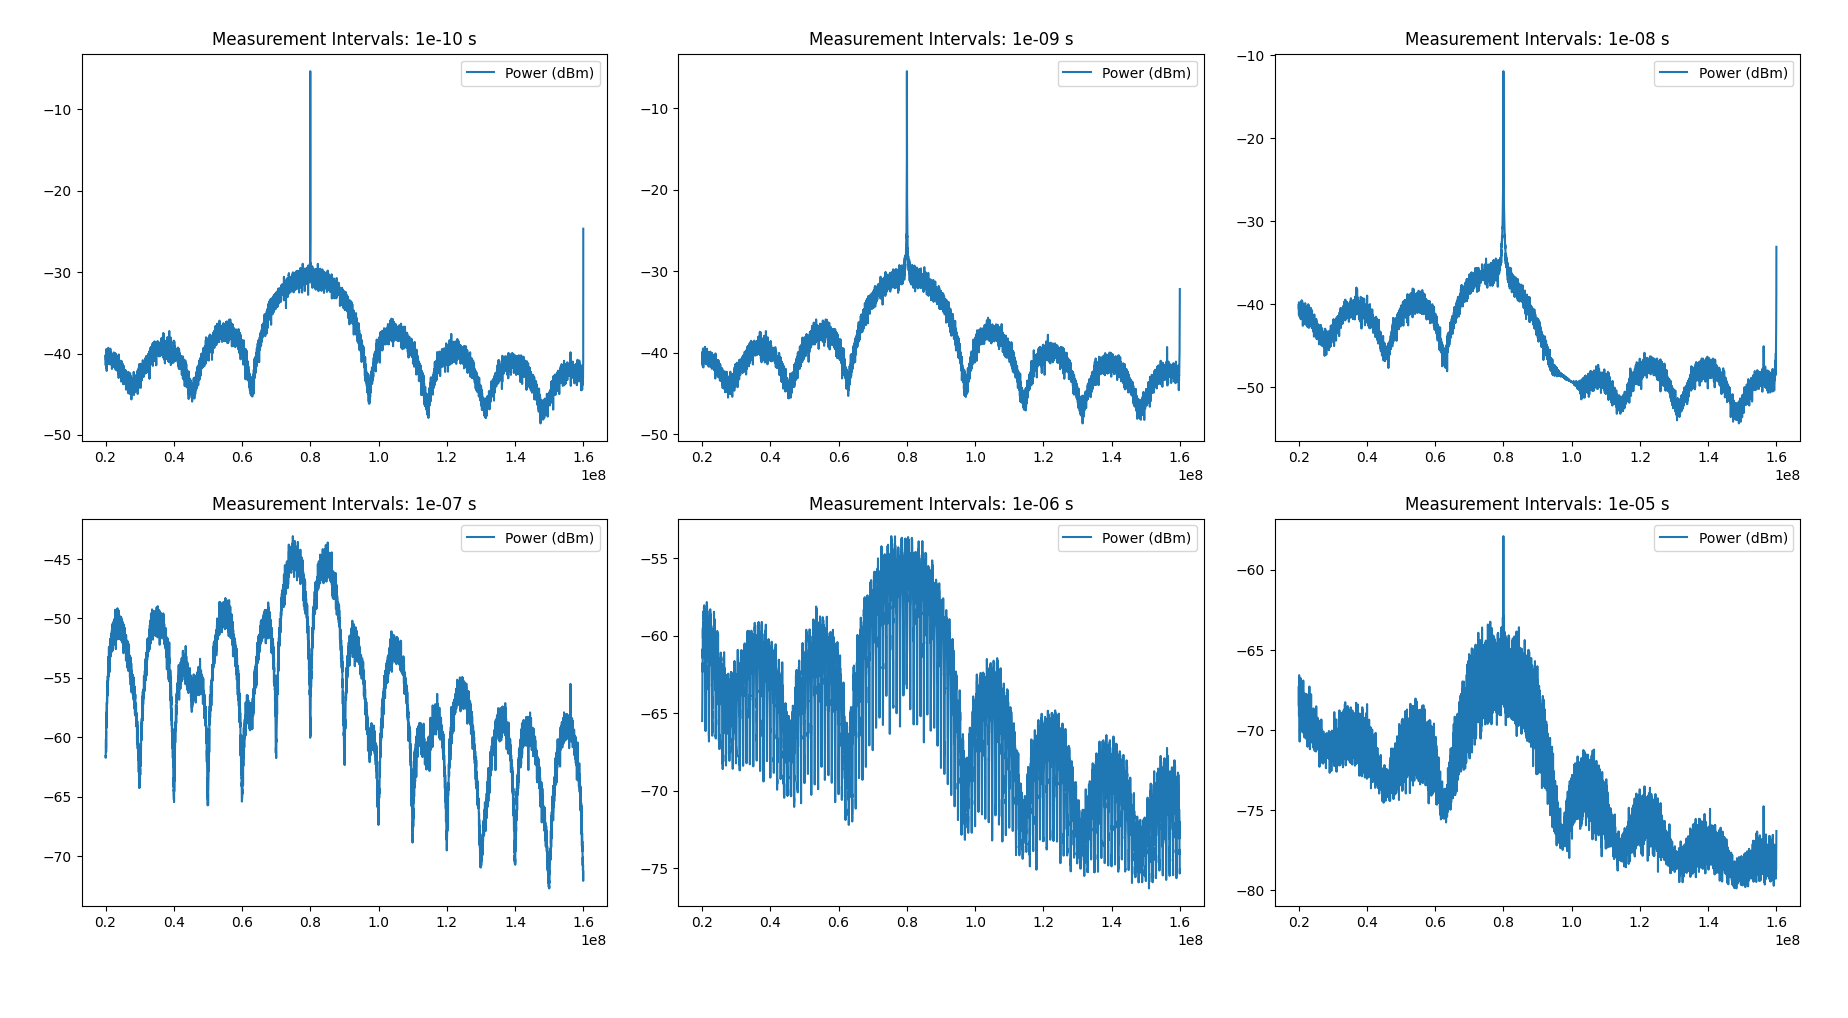 Measurement Intervals: 1e-10 s
Power (dBm)
−10
−20
−30
−40
−50
0.2 0.4 0.6 0.8 1.0 1.2 1.4 1.6
1e8
Measurement Intervals: 1e-09 s
Power (dBm)
−10
−20
−30
−40
−50
0.2 0.4 0.6 0.8 1.0 1.2 1.4 1.6
1e8
Measurement Intervals: 1e-08 s
Power (dBm)
−10
−20
−30
−40
−50
0.2 0.4 0.6 0.8 1.0 1.2 1.4 1.6
1e8
Measurement Intervals: 1e-07 s
Power (dBm)
−45
−50
−55
−60
−65
−70
0.2 0.4 0.6 0.8 1.0 1.2 1.4 1.6
1e8
Measurement Intervals: 1e-06 s
Power (dBm)
−55
−60
−65
−70
−75
0.2 0.4 0.6 0.8 1.0 1.2 1.4 1.6
1e8
Measurement Intervals: 1e-05 s
Power (dBm)
−60
−65
−70
−75
−80
0.2 0.4 0.6 0.8 1.0 1.2 1.4 1.6
1e8